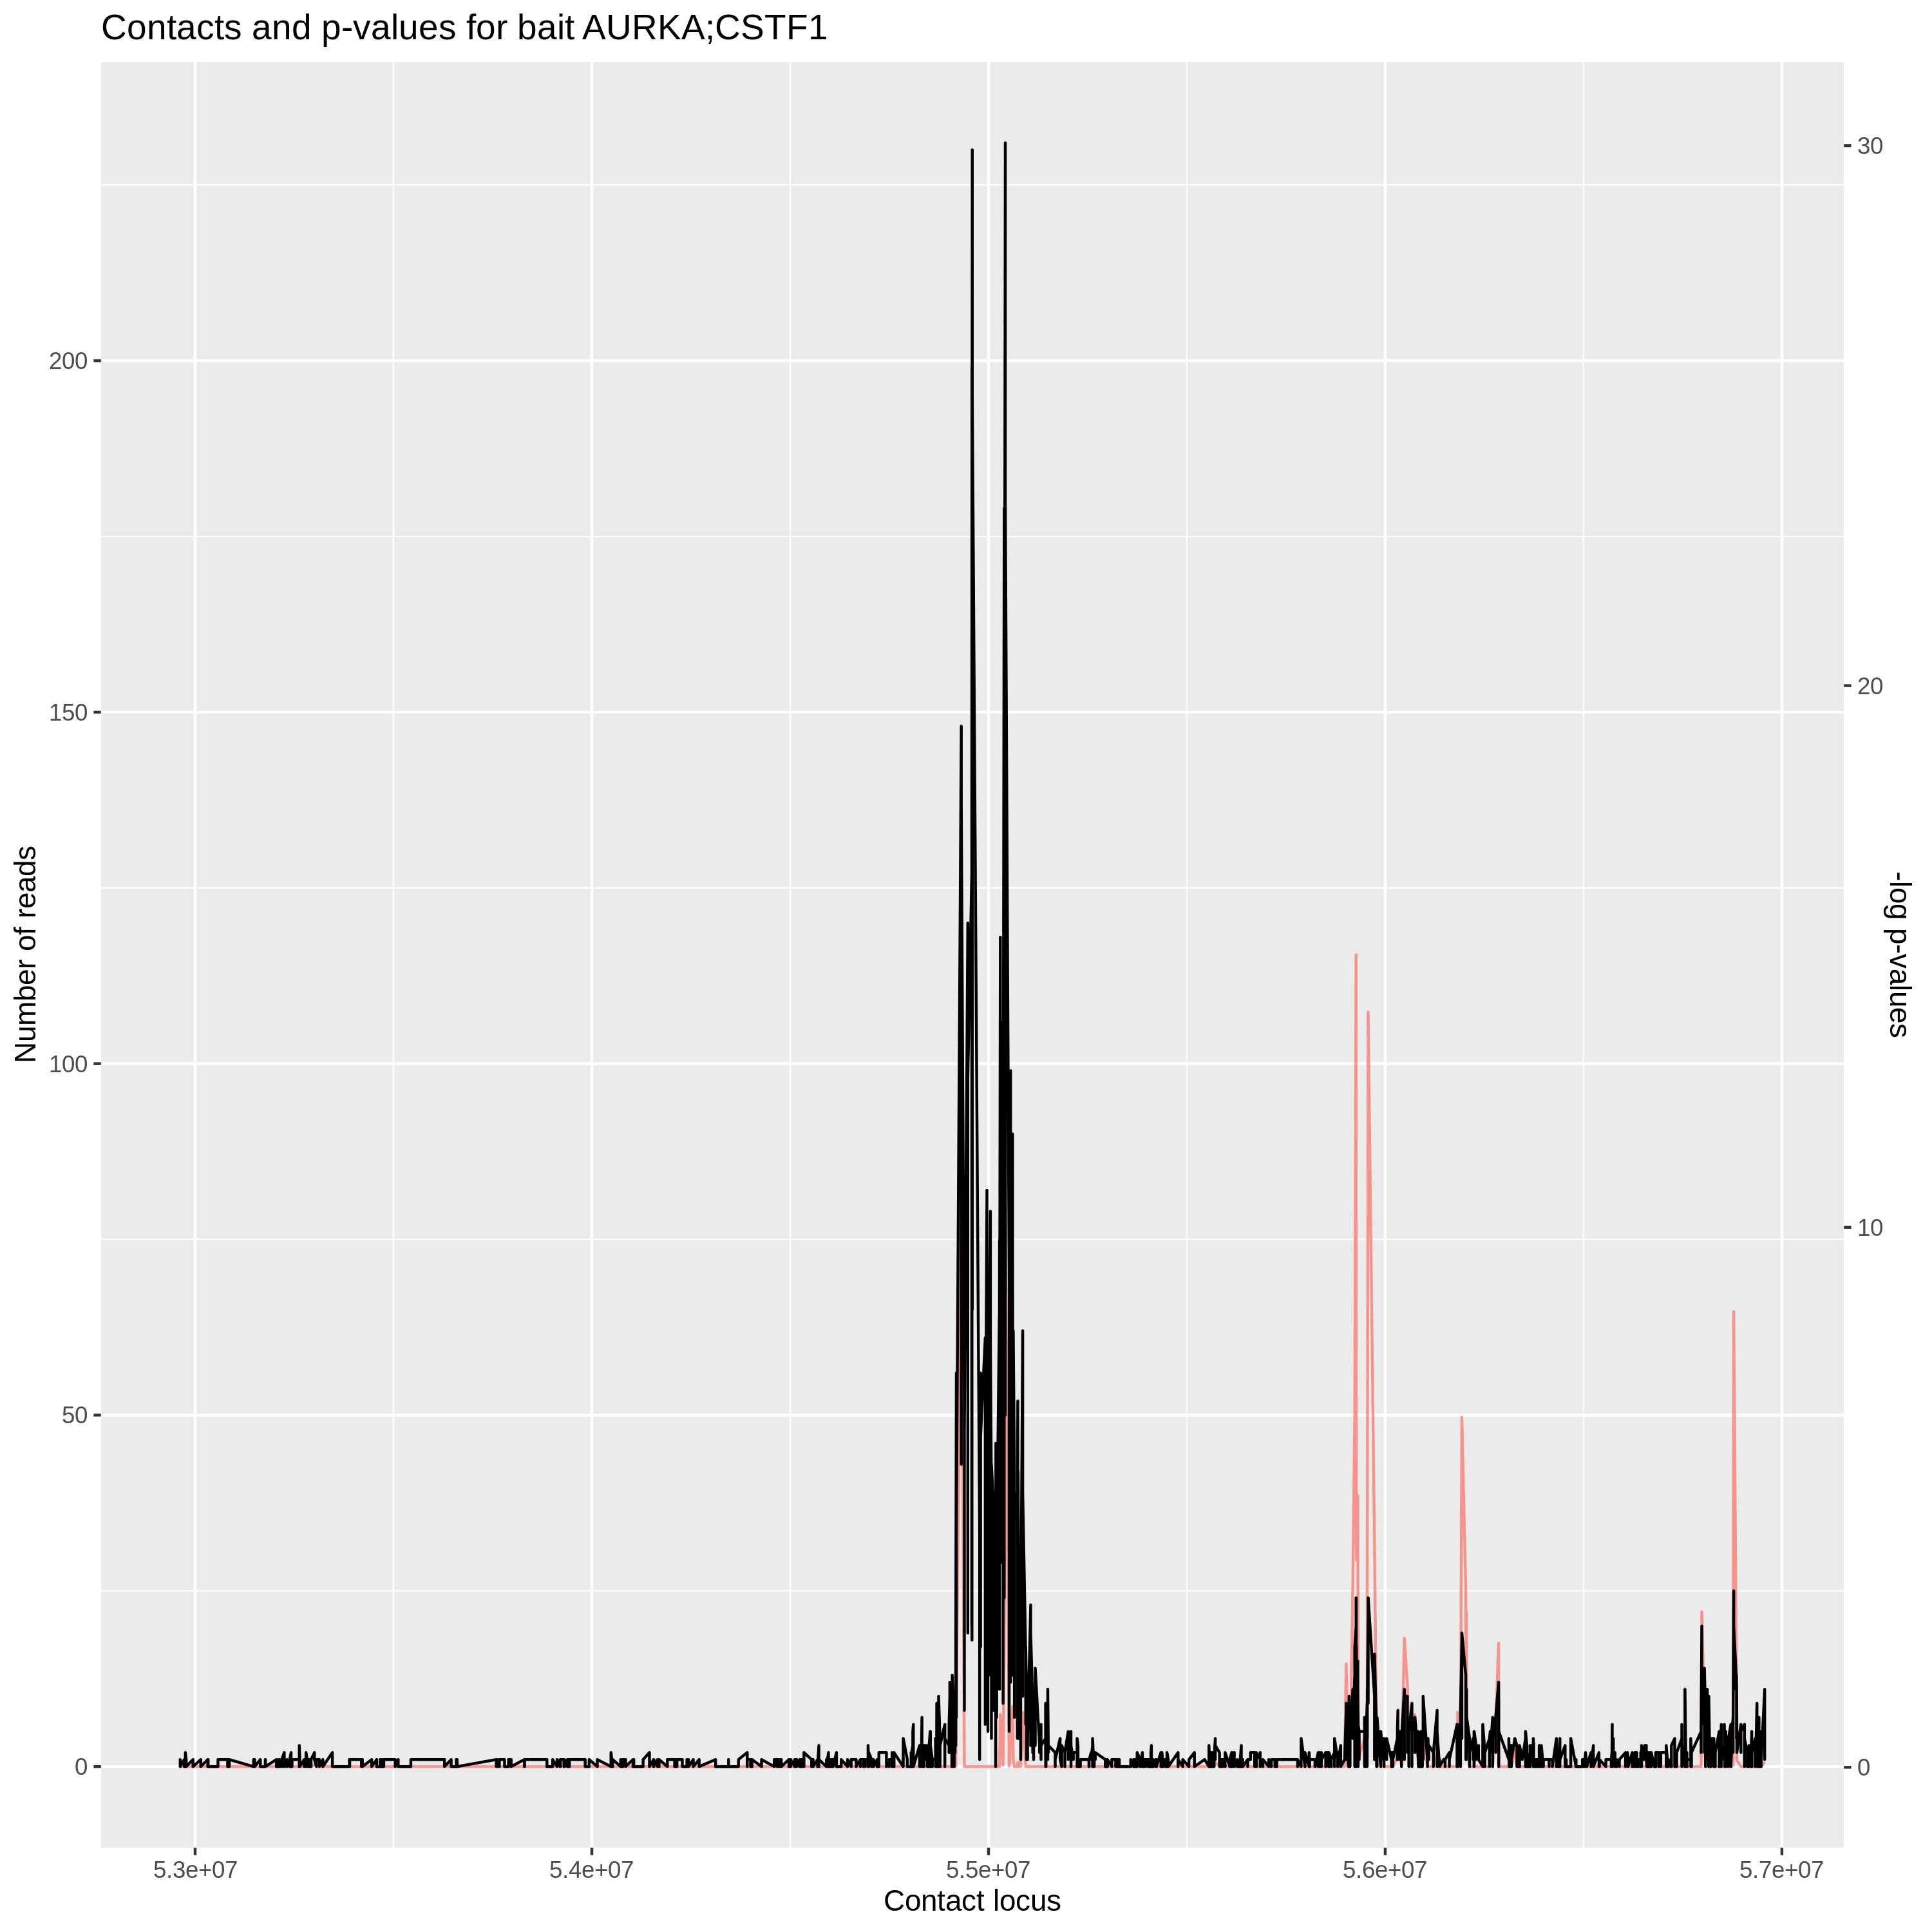 Contacts and p-values for bait AURKA;CSTF1
Number of reads
200
150
100
50
0
30
20
10
0
-log p-values
5.3e+07 5.4e+07 5.5e+07 5.6e+07 5.7e+07
Contact locus